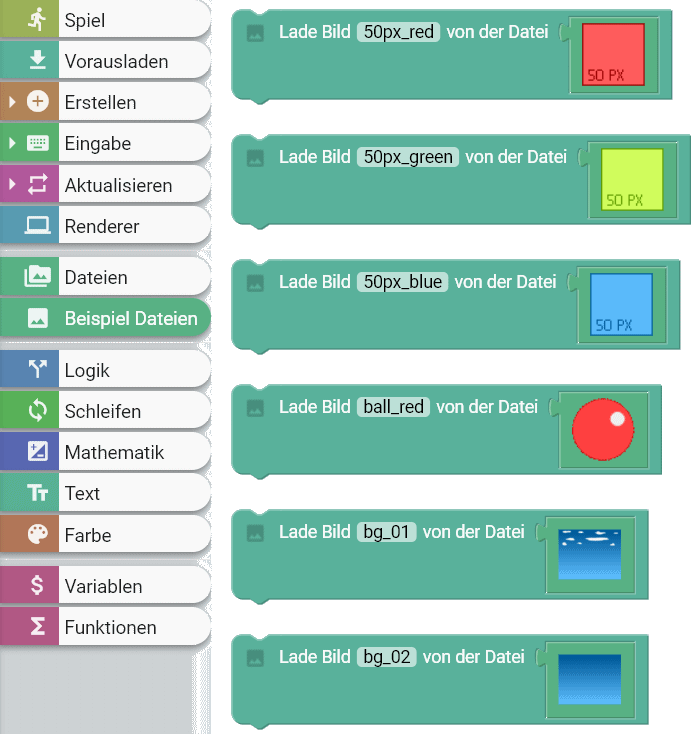 Spiel
Vorausladen
Erstellen
Eingabe
Aktualisieren
Renderer
Dateien
Beispiel Dateien
Logik
Schleifen
Mathematik
Text
Farbe
Variablen
Funktionen
Lade Bild 50px_red von der Datei
50 PX
Lade Bild 50px_green von der Datei
50 PX
Lade Bild 50px_blue von der Datei
50 PX
Lade Bild ball_red von der Datei
Lade Bild bg_01 von der Datei
Lade Bild bg_02 von der Datei